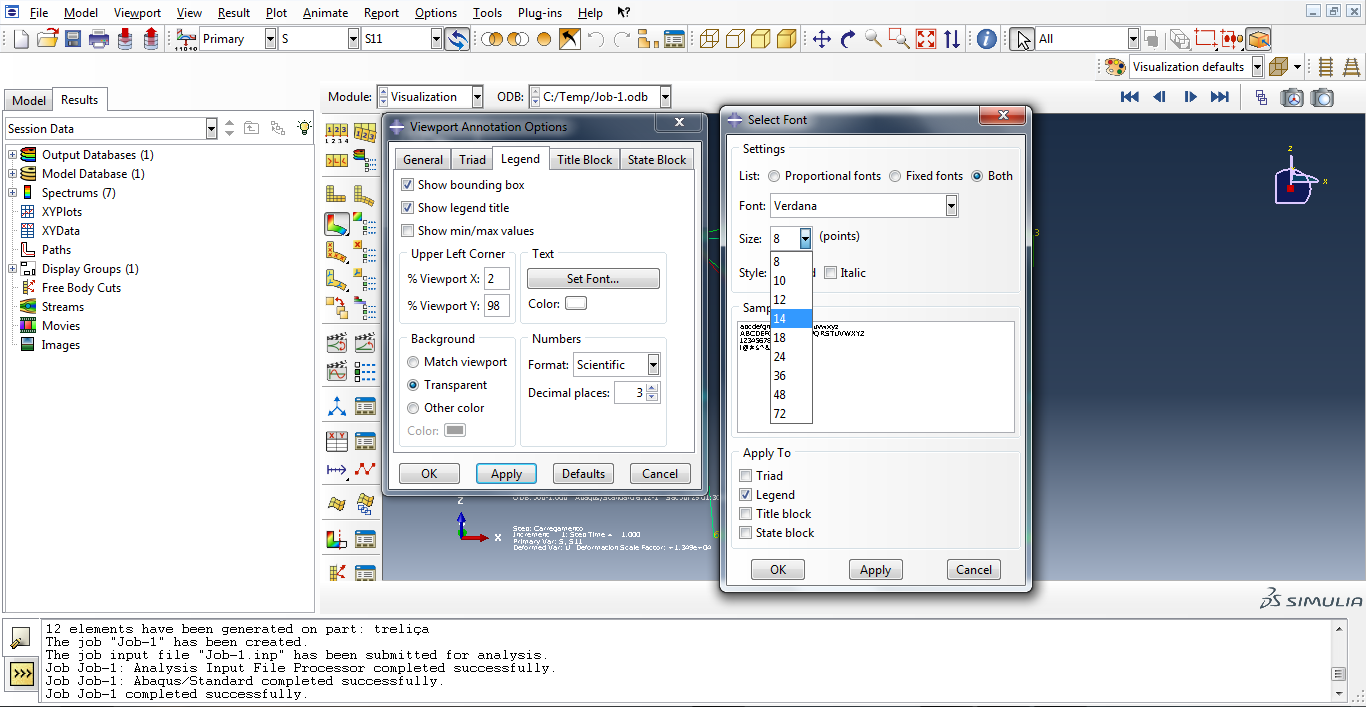 File Model Viewport View Result Plot Animate Report Options Tools Plug-ins Help
Primary S S11 All
Visualization defaults
Model Results
Module: Visualization ODB: C:/Temp/Job-1.odb
Session Data
Output Databases (1)
Model Database (1)
Spectrums (7)
XYPlots
XYData
Paths
Display Groups (1)
Free Body Cuts
Streams
Movies
Images
Viewport Annotation Options
General Triad Legend Title Block State Block
Show bounding box
Show legend title
Show min/max values
Upper Left Corner
% Viewport X: 2
% Viewport Y: 98
Text
Set Font...
Color:
Background
Match viewport
Transparent
Other color
Color:
Numbers
Format: Scientific
Decimal places: 3
OK Apply Defaults Cancel
Select Font
Settings
List: Proportional fonts Fixed fonts Both
Font: Verdana
Size: 8 (points)
8
10
12
14
18
24
36
48
72
Style: Italic
Apply To
Triad
Legend
Title block
State block
OK Apply Cancel
z
x
3
6
Z
X
Step: Carregamento
Increment 1: Step Time = 1.000
Primary Var: S, S11
Deformed Var: U Deformation Scale Factor: +1.349e+04
SIMULIA
12 elements have been generated on part: treliça
The job "Job-1" has been created.
The job input file "Job-1.inp" has been submitted for analysis.
Job Job-1: Analysis Input File Processor completed successfully.
Job Job-1: Abaqus/Standard completed successfully.
Job Job-1 completed successfully.